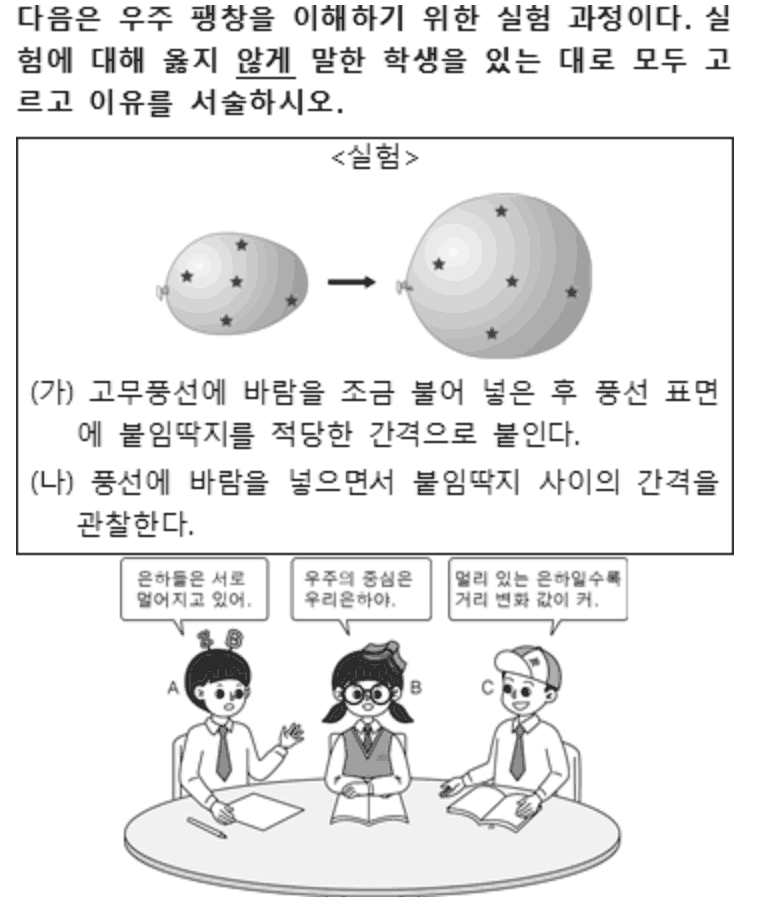 다음은 우주 팽창을 이해하기 위한 실험 과정이다. 실
험에 대해 옳지 않게 말한 학생을 있는 대로 모두 고
르고 이유를 서술하시오.
<실험>
(가) 고무풍선에 바람을 조금 불어 넣은 후 풍선 표면
에 붙임딱지를 적당한 간격으로 붙인다.
(나) 풍선에 바람을 넣으면서 붙임딱지 사이의 간격을
관찰한다.
은하들은 서로
멀어지고 있어.
우주의 중심은
우리은하야.
멀리 있는 은하일수록
거리 변화 값이 커.
A
B
C